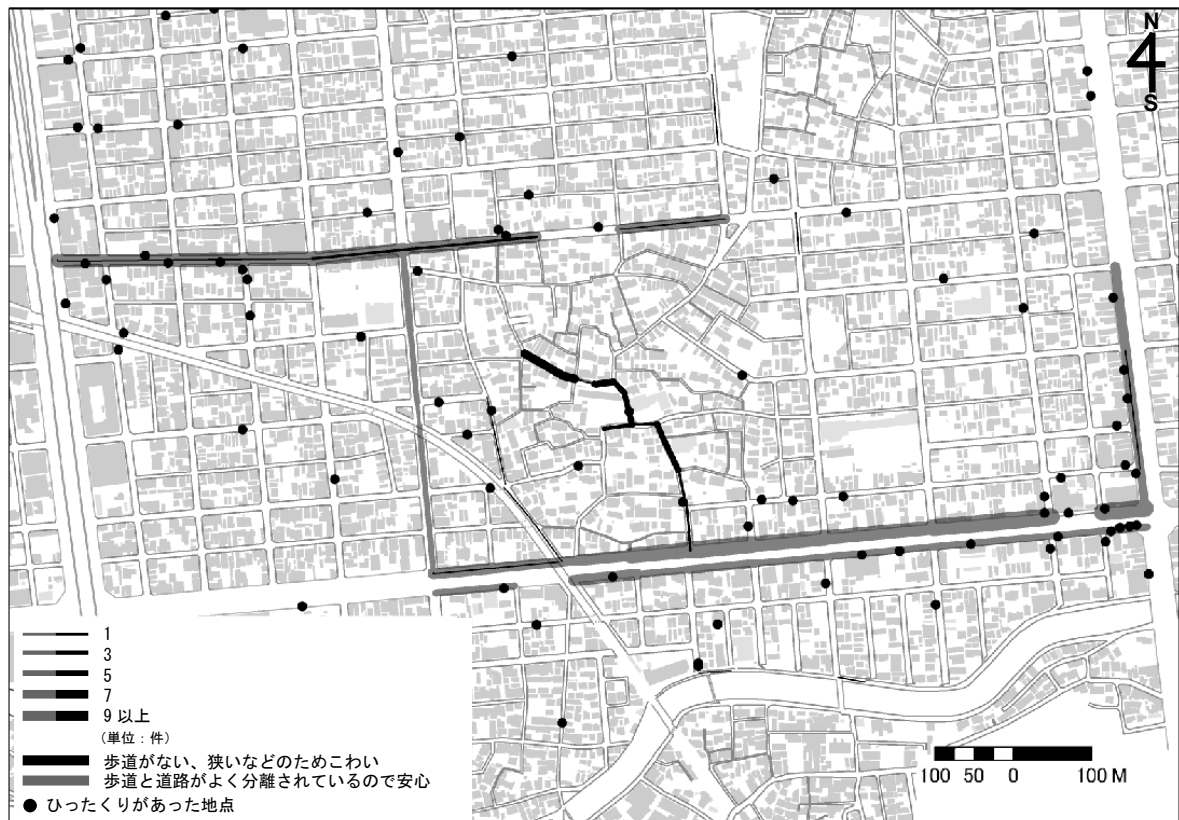 N
S
1
3
5
7
9 以上
(単位：件)
歩道がない、狭いなどのためこわい
歩道と道路がよく分離されているので安心
ひったくりがあった地点
100 50 0 100 M